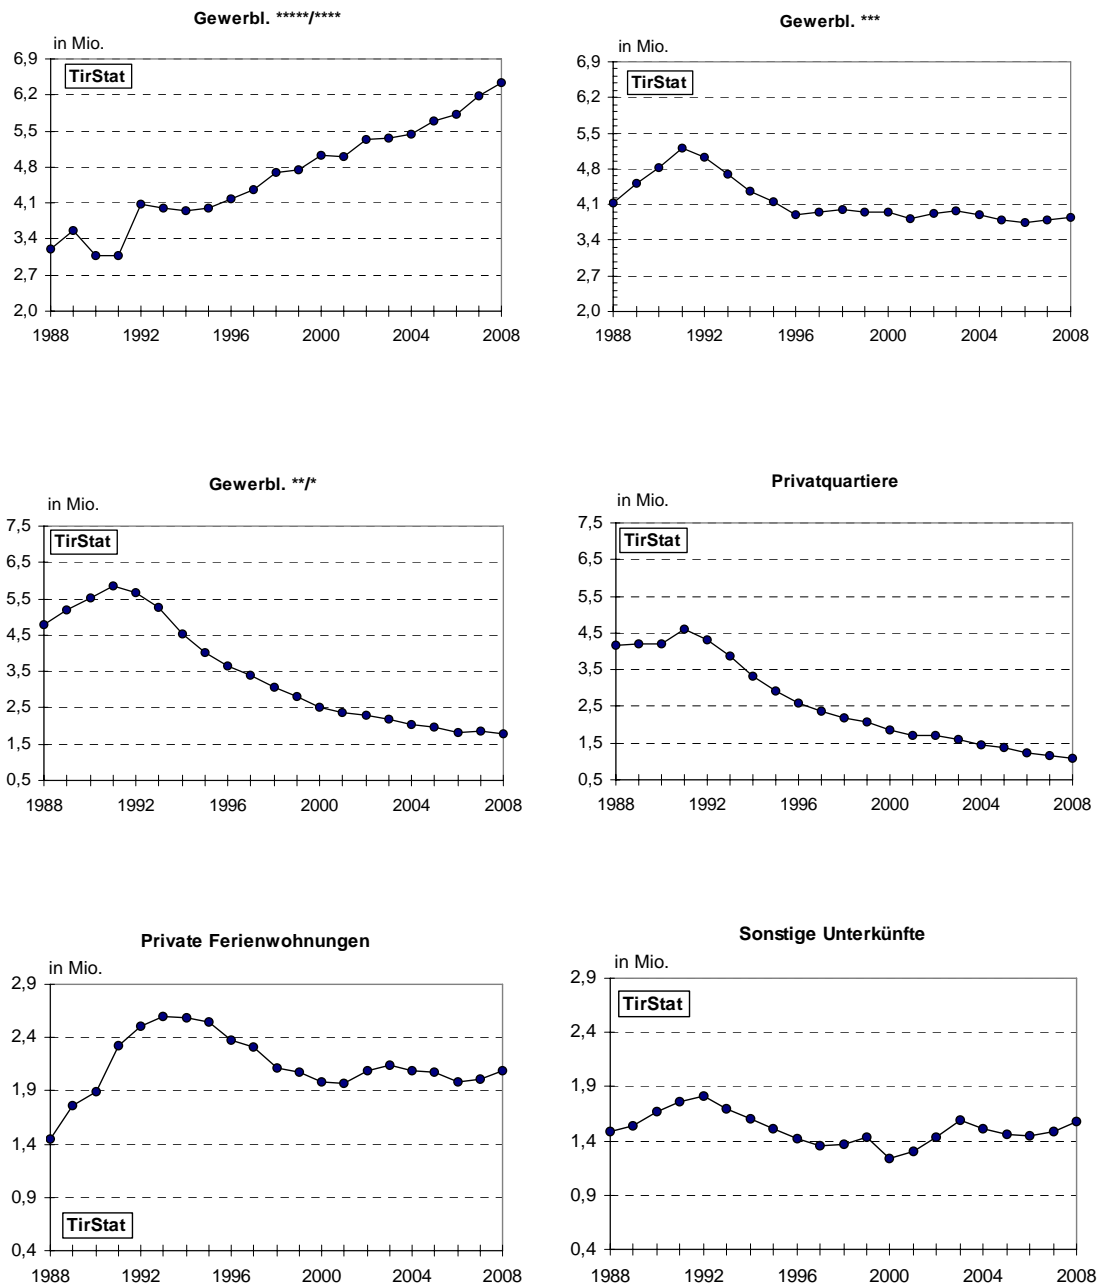 Gewerbl. *****/****
in Mio.
TirStat
6,9
6,2
5,5
4,8
4,1
3,4
2,7
2,0
1988 1992 1996 2000 2004 2008
Gewerbl. ***
in Mio.
TirStat
6,9
6,2
5,5
4,8
4,1
3,4
2,7
2,0
1988 1992 1996 2000 2004 2008
Gewerbl. **/*
in Mio.
TirStat
7,5
6,5
5,5
4,5
3,5
2,5
1,5
0,5
1988 1992 1996 2000 2004 2008
Privatquartiere
in Mio.
TirStat
7,5
6,5
5,5
4,5
3,5
2,5
1,5
0,5
1988 1992 1996 2000 2004 2008
Private Ferienwohnungen
in Mio.
2,9
2,4
1,9
1,4
0,9
0,4
TirStat
1988 1992 1996 2000 2004 2008
Sonstige Unterkünfte
in Mio.
TirStat
2,9
2,4
1,9
1,4
0,9
0,4
1988 1992 1996 2000 2004 2008